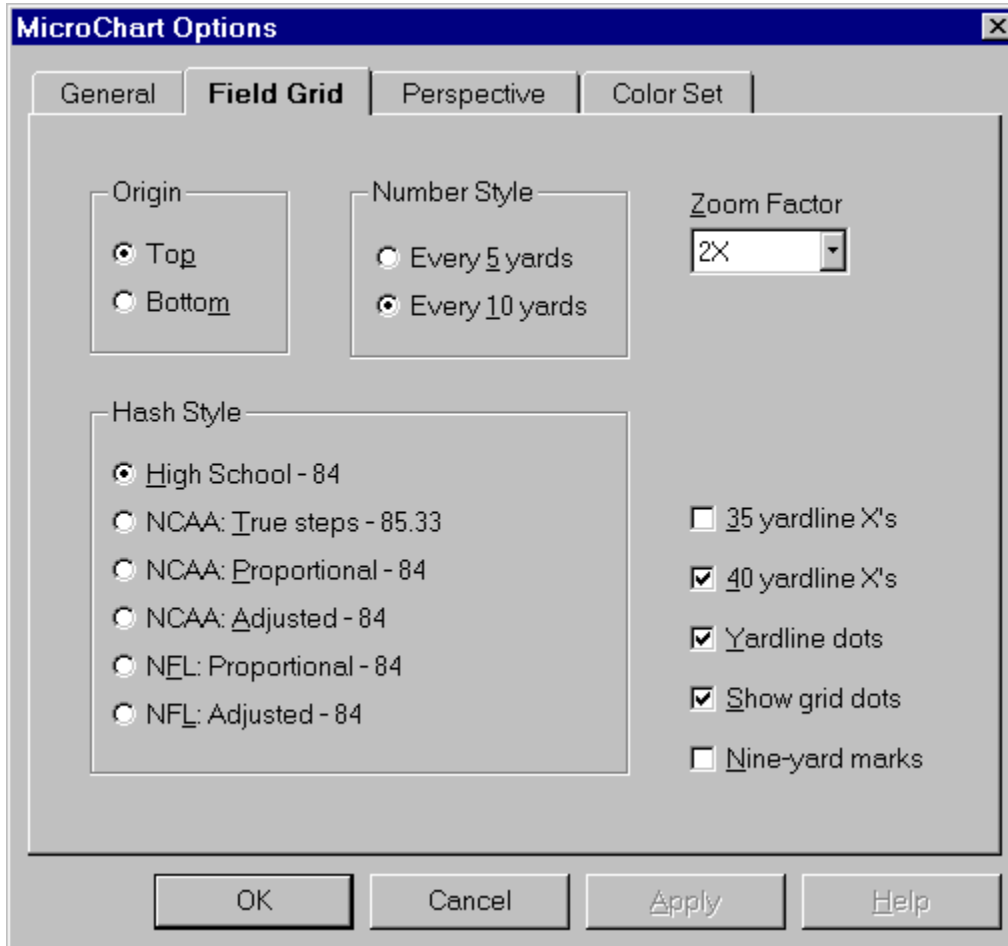 MicroChart Options
General
Field Grid
Perspective
Color Set
Origin
Top
Bottom
Number Style
Every 5 yards
Every 10 yards
Zoom Factor
2X
Hash Style
High School - 84
NCAA: True steps - 85.33
NCAA: Proportional - 84
NCAA: Adjusted - 84
NFL: Proportional - 84
NFL: Adjusted - 84
35 yardline X's
40 yardline X's
Yardline dots
Show grid dots
Nine-yard marks
OK
Cancel
Apply
Help